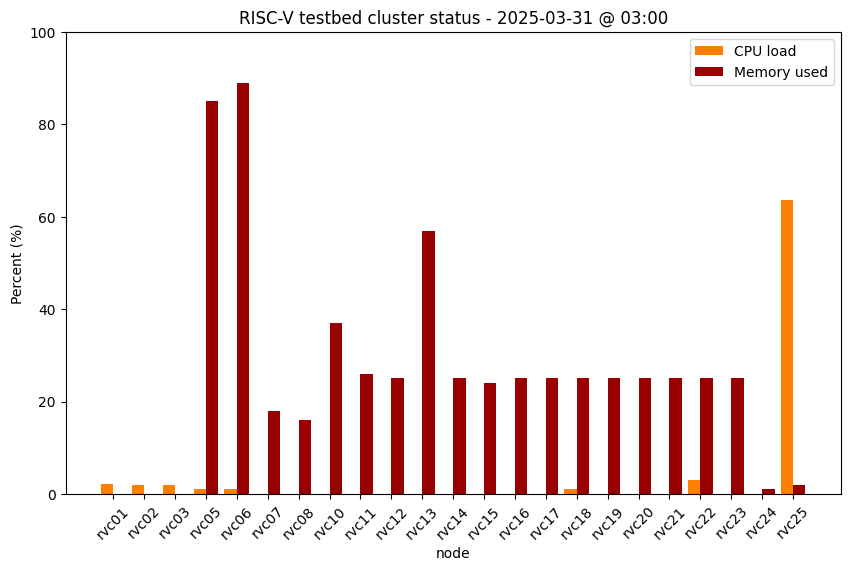 RISC-V testbed cluster status - 2025-03-31 @ 03:00
CPU load
Memory used
Percent (%)
100
80
60
40
20
0
rvc01 rvc02 rvc03 rvc05 rvc06 rvc07 rvc08 rvc10 rvc11 rvc12 rvc13 rvc14 rvc15 rvc16 rvc17 rvc18 rvc19 rvc20 rvc21 rvc22 rvc23 rvc24 rvc25
node